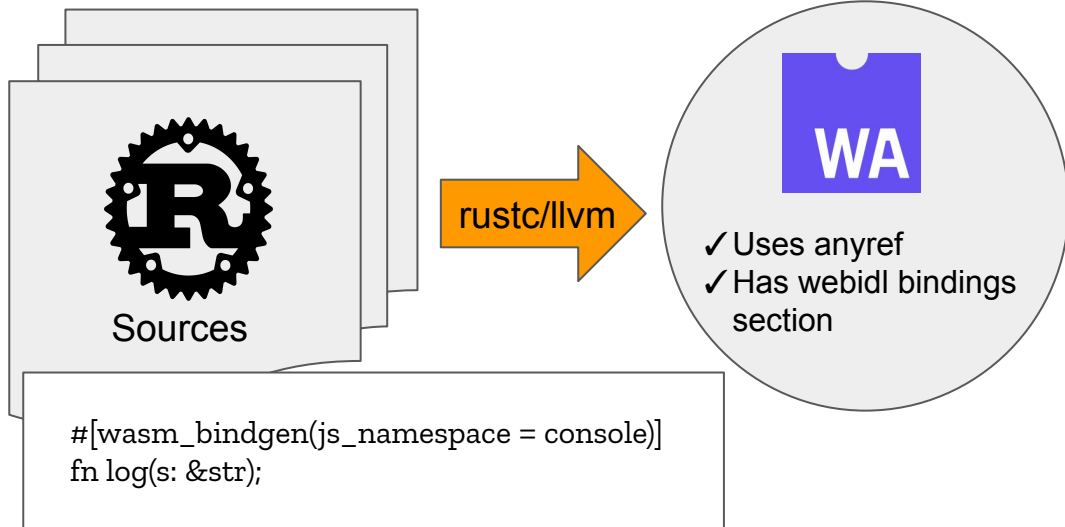 R
Sources
rustc/llvm
WA
✓Uses anyref
✓Has webidl bindings
section
#[wasm_bindgen(js_namespace = console)]
fn log(s: &str);